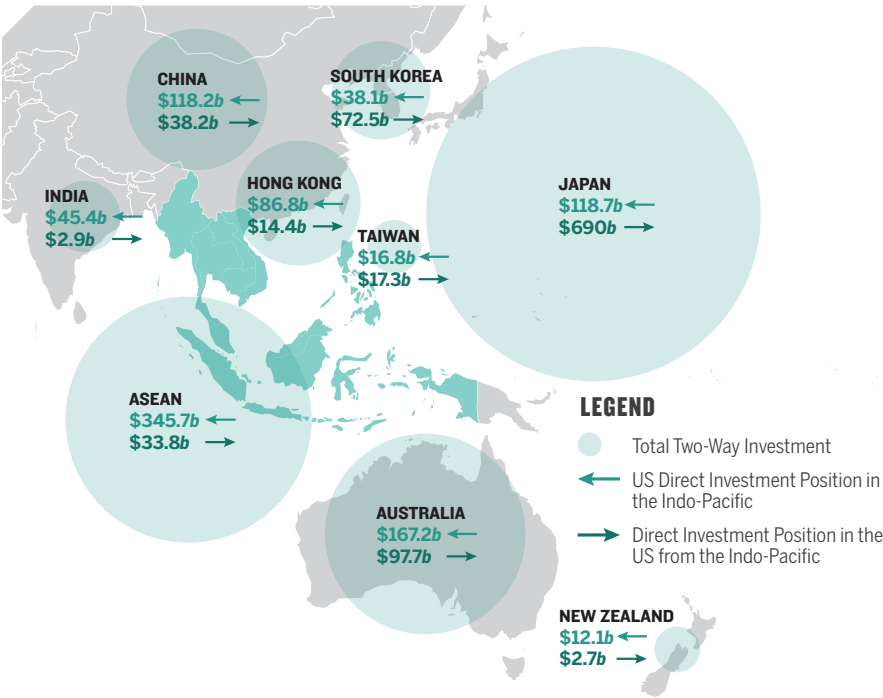 CHINA
$118.2b
$38.2b
SOUTH KOREA
$38.1b
$72.5b
INDIA
$45.4b
$2.9b
HONG KONG
$86.8b
$14.4b
TAIWAN
$16.8b
$17.3b
JAPAN
$118.7b
$690b
ASEAN
$345.7b
$33.8b
AUSTRALIA
$167.2b
$97.7b
NEW ZEALAND
$12.1b
$2.7b
LEGEND
Total Two-Way Investment
US Direct Investment Position in
the Indo-Pacific
Direct Investment Position in the
US from the Indo-Pacific